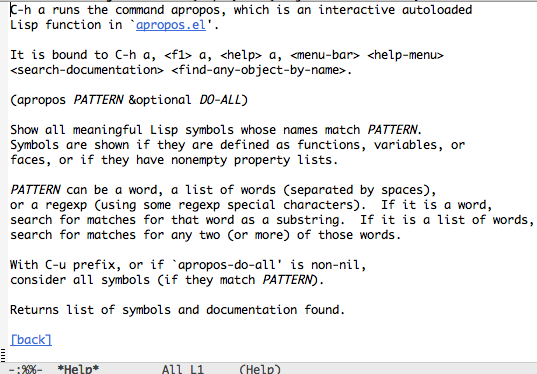 C-h a runs the command apropos, which is an interactive autoloaded
Lisp function in `apropos.el'.
It is bound to C-h a, <f1> a, <help> a, <menu-bar> <help-menu>
<search-documentation> <find-any-object-by-name>.
(apropos PATTERN &optional DO-ALL)
Show all meaningful Lisp symbols whose names match PATTERN.
Symbols are shown if they are defined as functions, variables, or
faces, or if they have nonempty property lists.
PATTERN can be a word, a list of words (separated by spaces),
or a regexp (using some regexp special characters).  If it is a word,
search for matches for that word as a substring.  If it is a list of words,
search for matches for any two (or more) of those words.
With C-u prefix, or if `apropos-do-all' is non-nil,
consider all symbols (if they match PATTERN).
Returns list of symbols and documentation found.
[back]
-:%%-  *Help*         All L1     (Help)